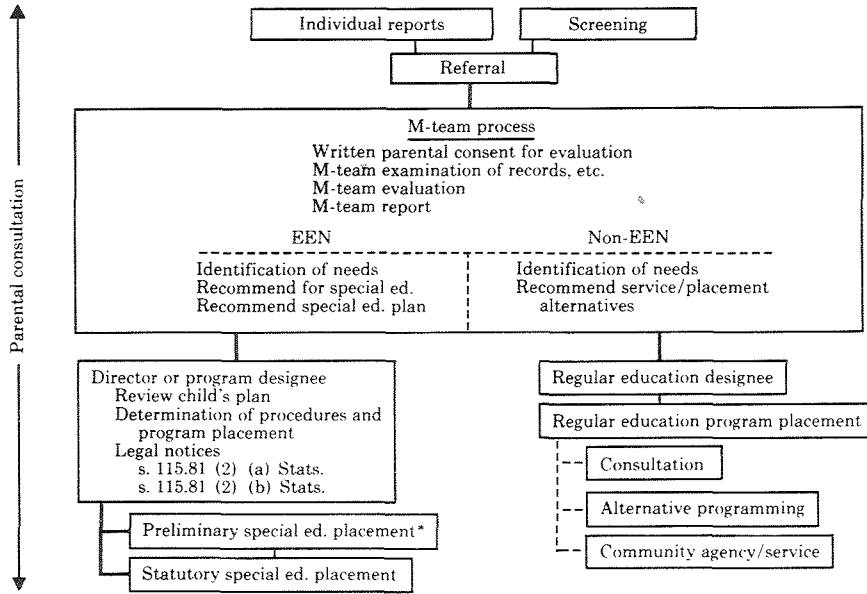 Individual reports
Screening
Referral
M-team process
Written parental consent for evaluation
M-team examination of records, etc.
M-team evaluation
M-team report
EEN
Non-EEN
Identification of needs
Recommend for special ed.
Recommend special ed. plan
Identification of needs
Recommend service/placement
alternatives
Director or program designee
Review child's plan
Determination of procedures and
program placement
Legal notices
s. 115.81 (2) (a) Stats.
s. 115.81 (2) (b) Stats.
Preliminary special ed. placement*
Statutory special ed. placement
Regular education designee
Regular education program placement
Consultation
Alternative programming
Community agency/service
Parental consultation